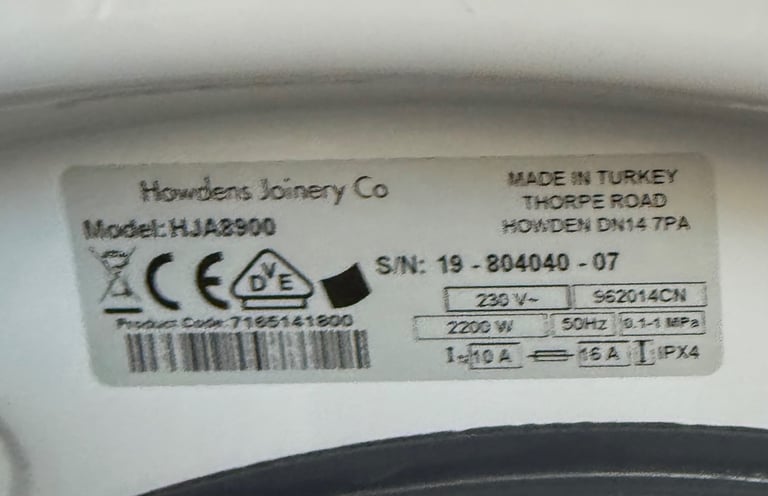 Howdens Joinery Co
Model: HJA8900
MADE IN TURKEY
THORPE ROAD
HOWDEN DN14 7PA
CE
DVE
S/N: 19 - 804040 - 07
230 V~ 962014CN
2200 W 50Hz 0.1-1 MPa
10 A 16 A IPX4
Product Code: 7165141800